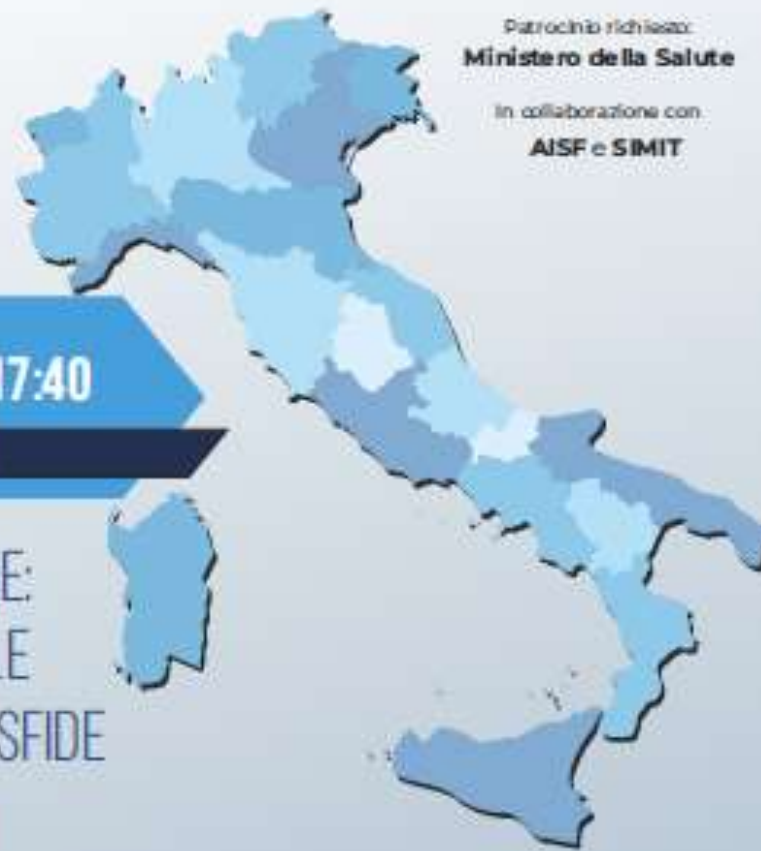 Patrocinio richiesto:
Ministero della Salute
In collaborazione con
AISF e SIMIT
17:40
E:
LE
SFIDE